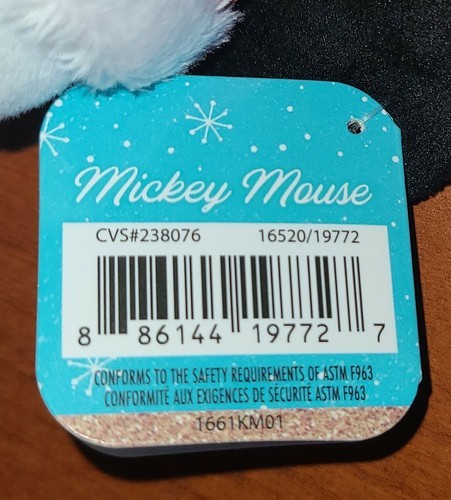 Mickey Mouse
CVS#238076 16520/19772
8 86144 19772 7
CONFORMS TO THE SAFETY REQUIREMENTS OF ASTM F963
CONFORMITÉ AUX EXIGENCES DE SÉCURITÉ ASTM F963
1661KM01